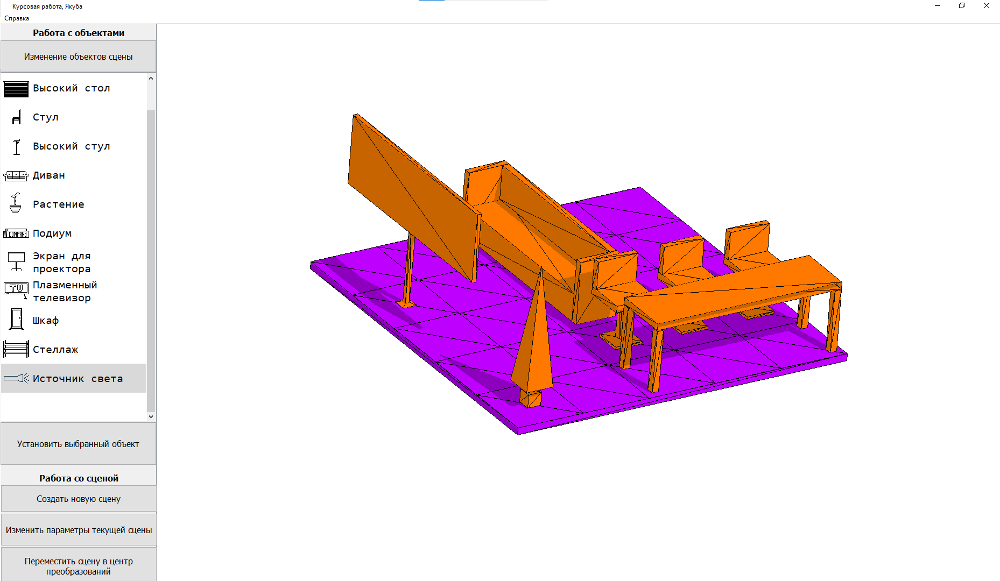 Курсовая работа, Якуба
Справка
Работа с объектами
Изменение объектов сцены
Высокий стол
Стул
Высокий стул
Диван
Растение
COMPANY
Подиум
Экран для
проектора
TV
Плазменный
телевизор
Шкаф
Стеллаж
Источник света
Установить выбранный объект
Работа со сценой
Создать новую сцену
Изменить параметры текущей сцены
Переместить сцену в центр
преобразований